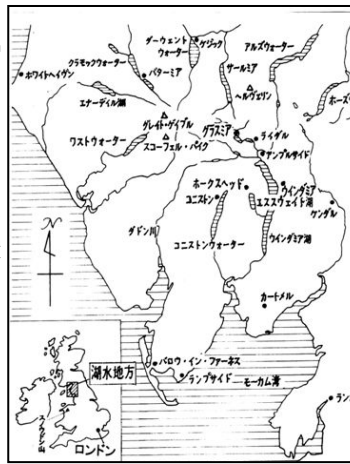 ダーウェント
ウォーター
ケジック
アルズウォーター
クラモックウォーター
バターミア
サールミア
ホワイトヘイヴン
ヘルヴェリン
エナーデイル湖
ホーズ
グレイト・ゲイブル
グラスミア
ライダル
ワストウォーター
スコーフェル・パイク
アンブルサイド
ホークスヘッド
ウインダミア
コニストン
エススウェイト湖
ケンダル
ダドン川
コニストンウォーター
ウインダミア湖
N
カートメル
バロウ・イン・ファーネス
ランプサイド
モーカム湾
湖水地方
ラン
スノウドン山
ロンドン